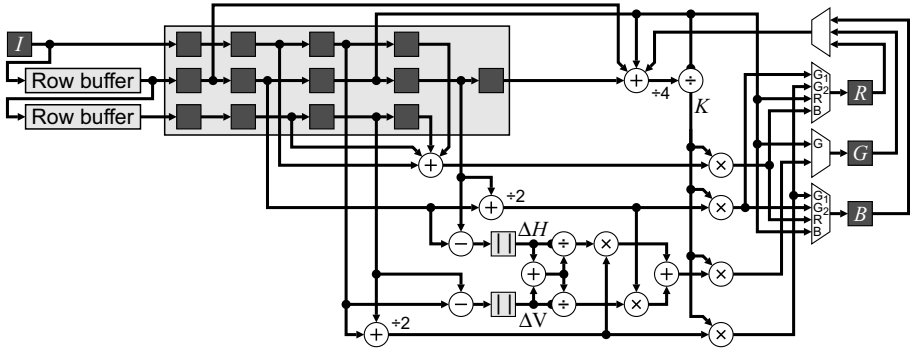 I
Row buffer
Row buffer
+
÷4
÷
K
G₁
G₂
R
B
R
G
G
+
×
G₁
G₂
R
B
B
+
÷2
×
−
| |
ΔH
÷
×
+
+
×
−
| |
ΔV
÷
×
+
÷2
×